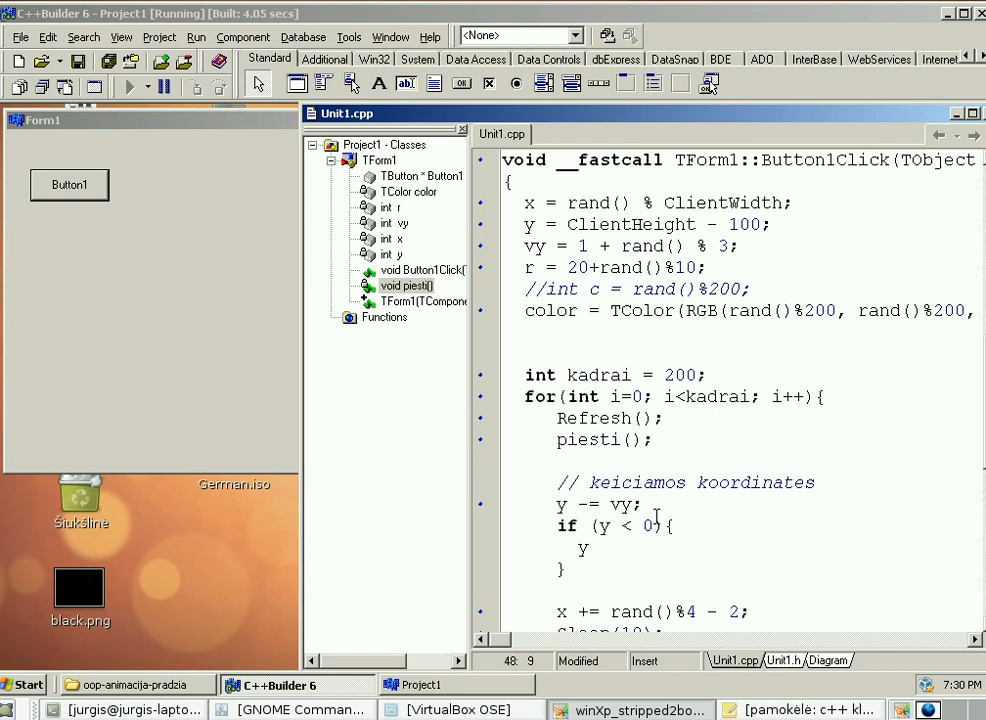 C++Builder 6 - Project1 [Running] [Built: 4.05 secs]
File Edit Search View Project Run Component Database Tools Window Help <None>
Standard Additional Win32 System Data Access Data Controls dbExpress DataSnap BDE ADO InterBase WebServices Internet
Form1
Button1
Unit1.cpp
Project1 - Classes
TForm1
TButton * Button1
TColor color
int r
int vy
int x
int y
void Button1Click(
void piesti()
TForm1(TCompone
Functions
Unit1.cpp
void __fastcall TForm1::Button1Click(TObject
{
x = rand() % ClientWidth;
y = ClientHeight - 100;
vy = 1 + rand() % 3;
r = 20+rand()%10;
//int c = rand()%200;
color = TColor(RGB(rand()%200, rand()%200,
int kadrai = 200;
for(int i=0; i<kadrai; i++){
Refresh();
piesti();
// keiciamos koordinates
y -= vy;
if (y < 0){
y
}
x += rand()%4 - 2;
Sleep(10);
48: 9 Modified Insert Unit1.cpp Unit1.h Diagram
German.iso
Šiukšlinė
black.png
Start oop-animacija-pradzia C++Builder 6 Project1 7:30 PM
[jurgis@jurgis-lapto... [GNOME Comman... [VirtualBox OSE] winXp_stripped2bo... [pamokėlė: c++ kl...